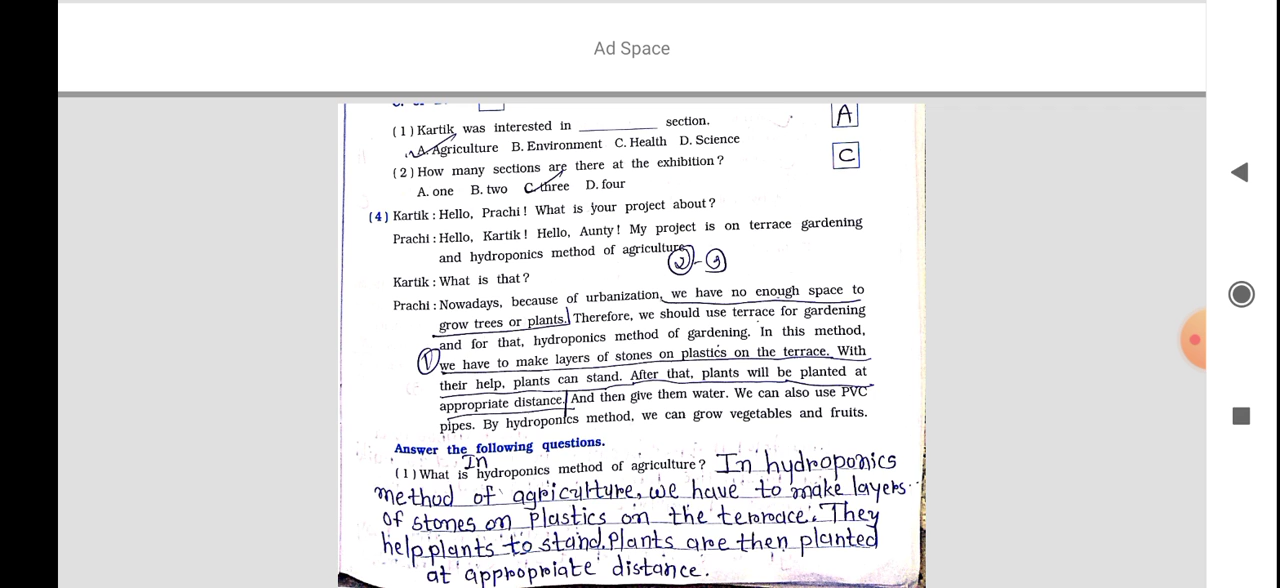 Ad Space
(1) Kartik was interested in __________ section.
A
A. Agriculture B. Environment C. Health D. Science
(2) How many sections are there at the exhibition?
C
A. one B. two C. three D. four
(4) Kartik : Hello, Prachi! What is your project about?
Prachi : Hello, Kartik! Hello, Aunty! My project is on terrace gardening
and hydroponics method of agriculture.
Kartik : What is that?
Prachi : Nowadays, because of urbanization, we have no enough space to
grow trees or plants. Therefore, we should use terrace for gardening
and for that, hydroponics method of gardening. In this method,
we have to make layers of stones on plastics on the terrace. With
their help, plants can stand. After that, plants will be planted at
appropriate distance. And then give them water. We can also use PVC
pipes. By hydroponics method, we can grow vegetables and fruits.
Answer the following questions.
In
(1) What is hydroponics method of agriculture? In hydroponics
method of agriculture, we have to make layers
of stones on plastics on the terrace. They
help plants to stand. Plants are then planted
at appropriate distance.